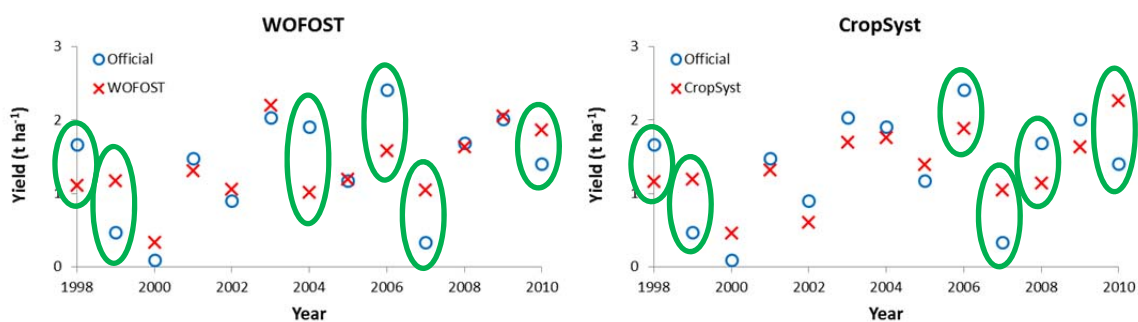 WOFOST
3
2
1
0
Yield (t ha⁻¹)
Official
WOFOST
1998 2000 2002 2004 2006 2008 2010
Year
CropSyst
3
2
1
0
Yield (t ha⁻¹)
Official
CropSyst
1998 2000 2002 2004 2006 2008 2010
Year